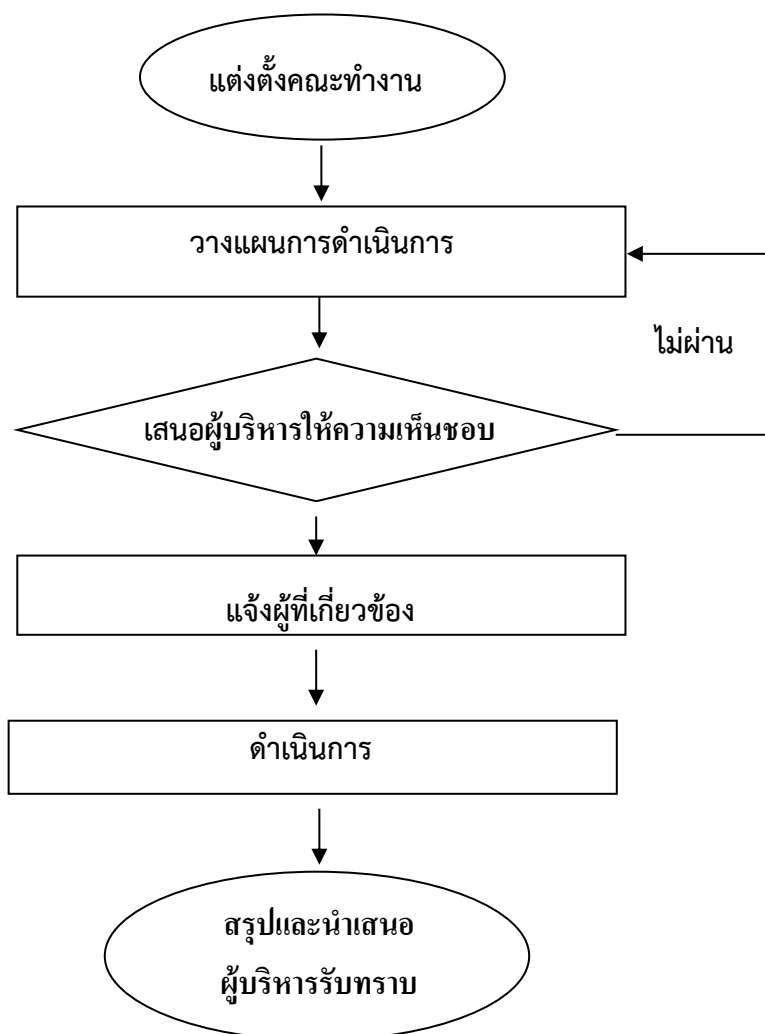 แต่งตั้งคณะทำงาน
วางแผนการดำเนินการ
ไม่ผ่าน
เสนอผู้บริหารให้ความเห็นชอบ
แจ้งผู้ที่เกี่ยวข้อง
ดำเนินการ
สรุปและนำเสนอ
ผู้บริหารรับทราบ